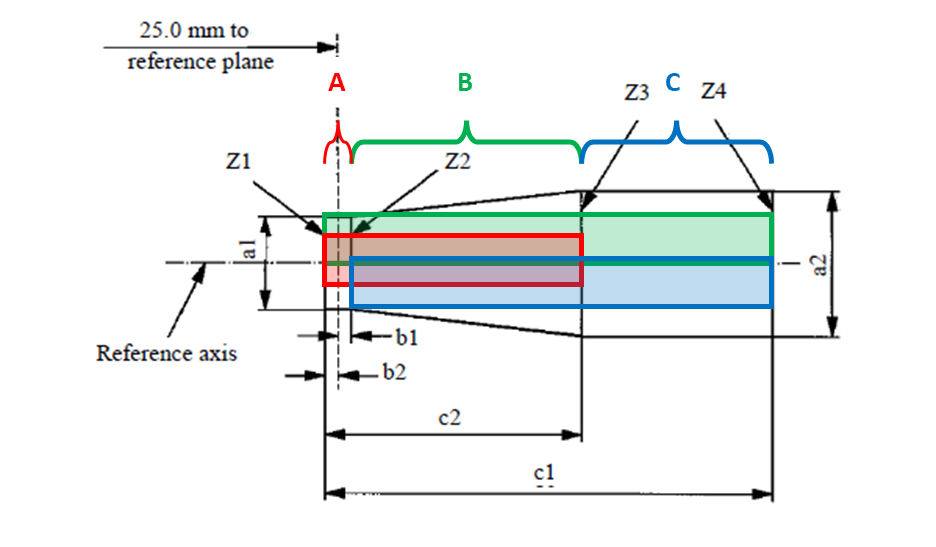 25.0 mm to
reference plane
A
B
C
Z3
Z4
Z1
Z2
a1
a2
Reference axis
b1
b2
c2
c1